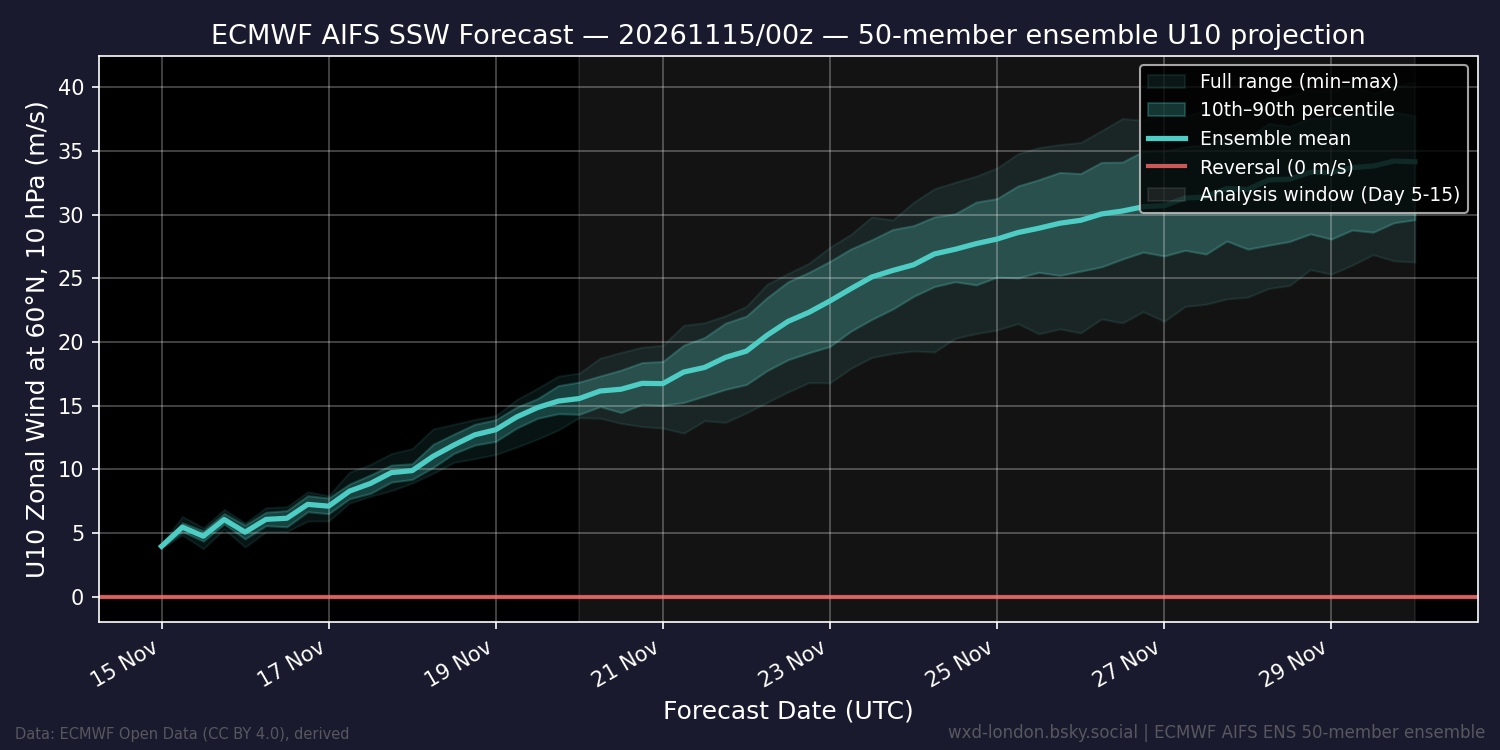 ECMWF AIFS SSW Forecast — 20261115/00z — 50-member ensemble U10 projection
U10 Zonal Wind at 60°N, 10 hPa (m/s)
40
35
30
25
20
15
10
5
0
Full range (min–max)
10th–90th percentile
Ensemble mean
Reversal (0 m/s)
Analysis window (Day 5-15)
15 Nov
17 Nov
19 Nov
21 Nov
23 Nov
25 Nov
27 Nov
29 Nov
Forecast Date (UTC)
Data: ECMWF Open Data (CC BY 4.0), derived
wxd-london.bsky.social | ECMWF AIFS ENS 50-member ensemble